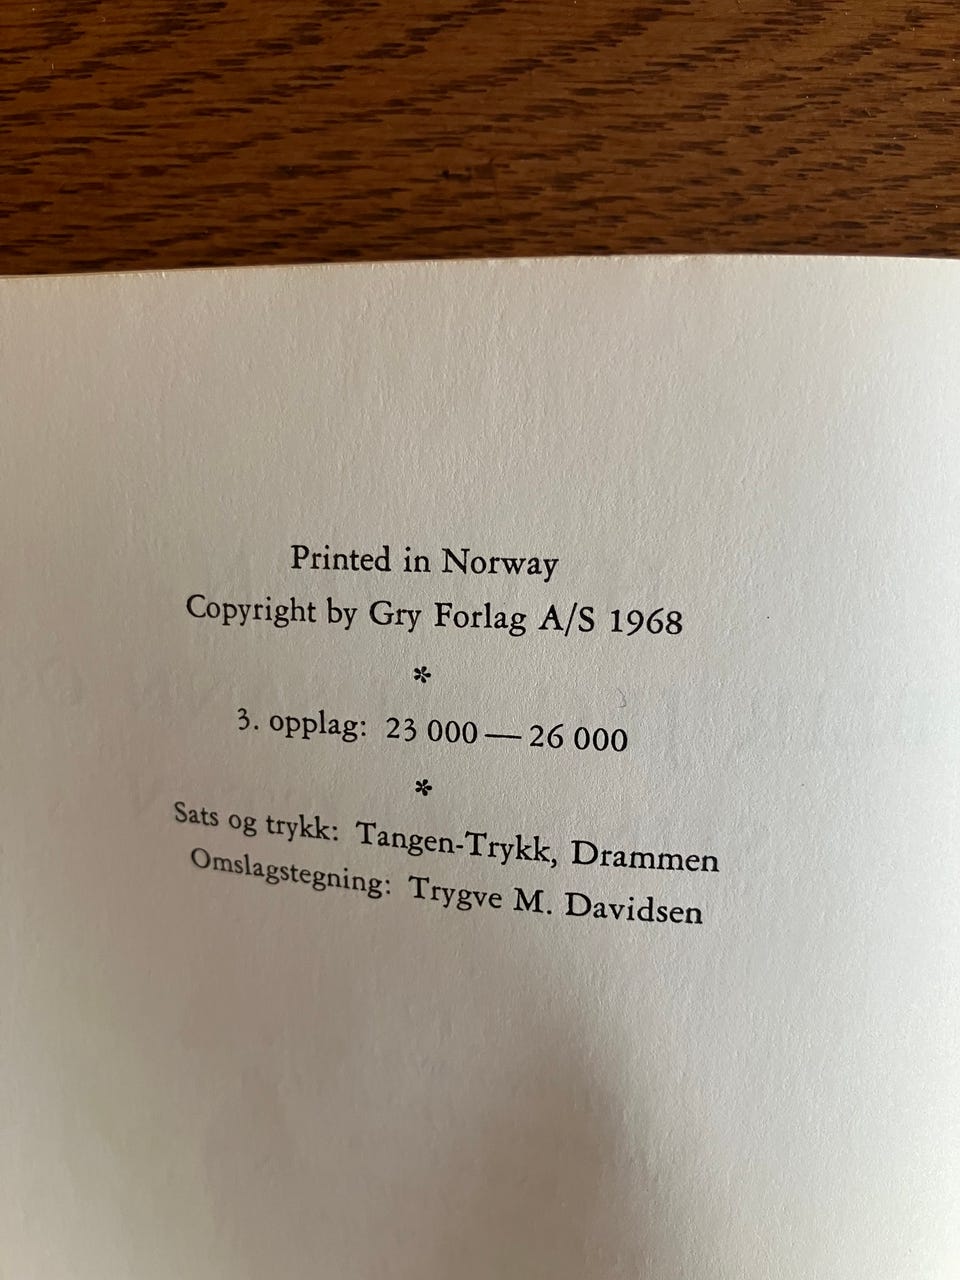 Printed in Norway
Copyright by Gry Forlag A/S 1968
*
3. opplag: 23 000 — 26 000
*
Sats og trykk: Tangen-Trykk, Drammen
Omslagstegning: Trygve M. Davidsen